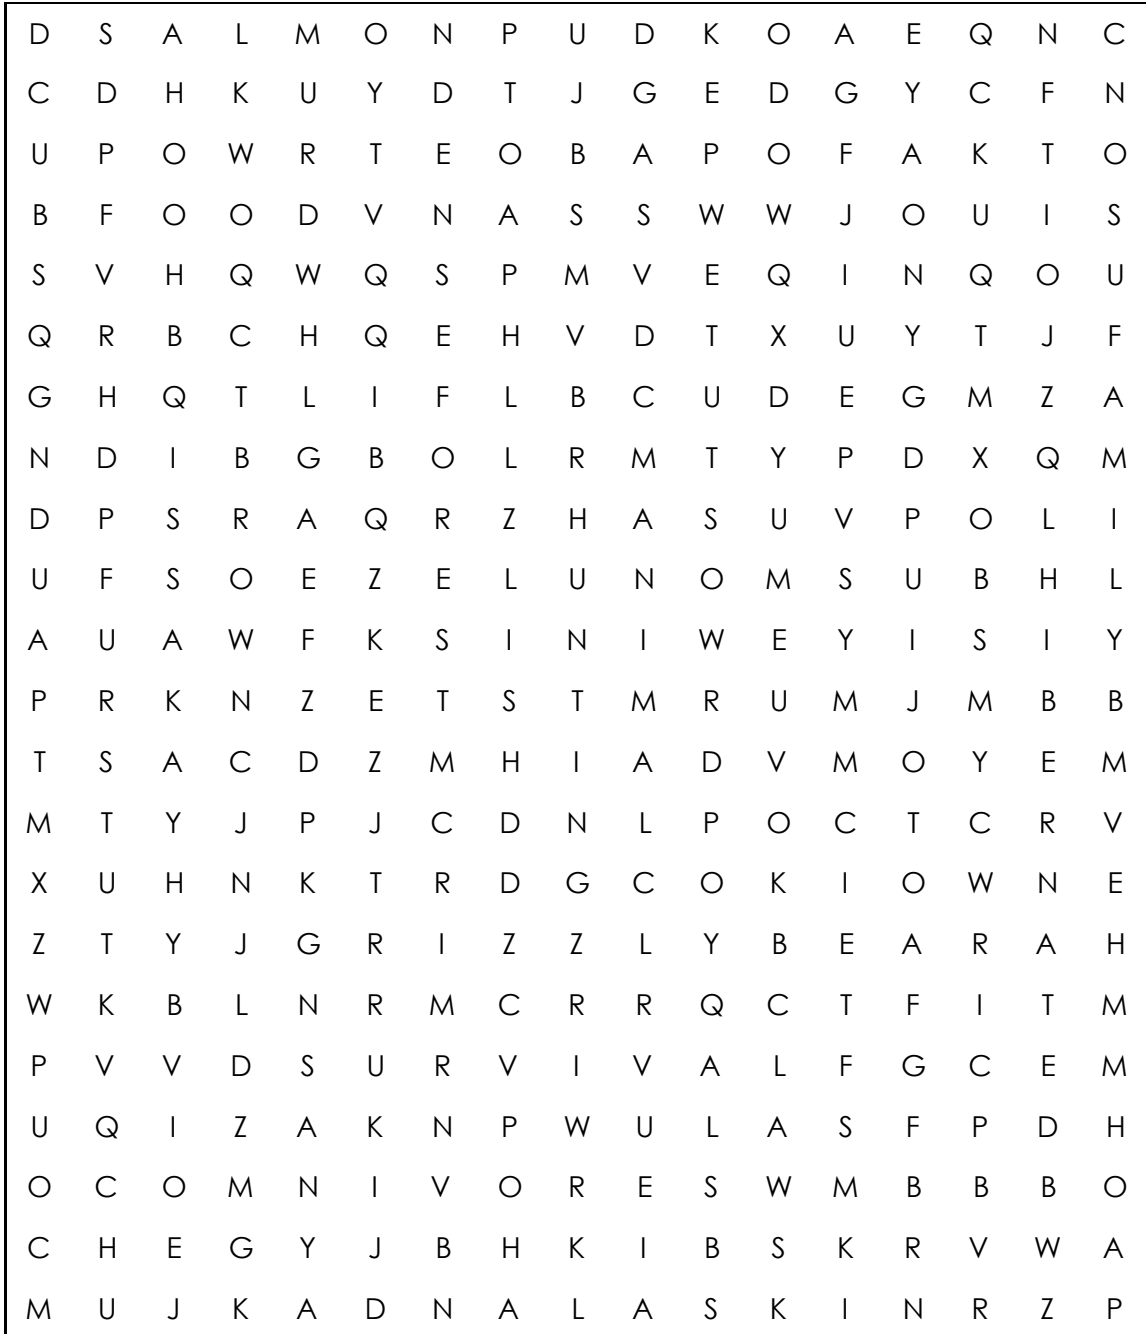 D S A L M O N P U D K O A E Q N C
C D H K U Y D T J G E D G Y C F N
U P O W R T E O B A P O F A K T O
B F O O D V N A S S W W J O U I S
S V H Q W Q S P M V E Q I N Q O U
Q R B C H Q E H V D T X U Y T J F
G H Q T L I F L B C U D E G M Z A
N D I B G B O L R M T Y P D X Q M
D P S R A Q R Z H A S U V P O L I
U F S O E Z E L U N O M S U B H L
A U A W F K S I N I W E Y I S I Y
P R K N Z E T S T M R U M J M B B
T S A C D Z M H I A D V M O Y E M
M T Y J P J C D N L P O C T C R V
X U H N K T R D G C O K I O W N E
Z T Y J G R I Z Z L Y B E A R A H
W K B L N R M C R R Q C T F I T M
P V V D S U R V I V A L F G C E M
U Q I Z A K N P W U L A S F P D H
O C O M N I V O R E S W M B B B O
C H E G Y J B H K I B S K R V W A
M U J K A D N A L A S K I N R Z P